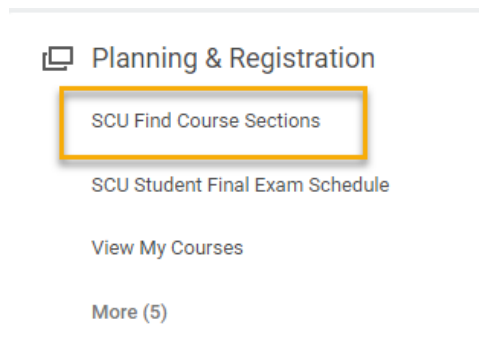 Planning & Registration
SCU Find Course Sections
SCU Student Final Exam Schedule
View My Courses
More (5)